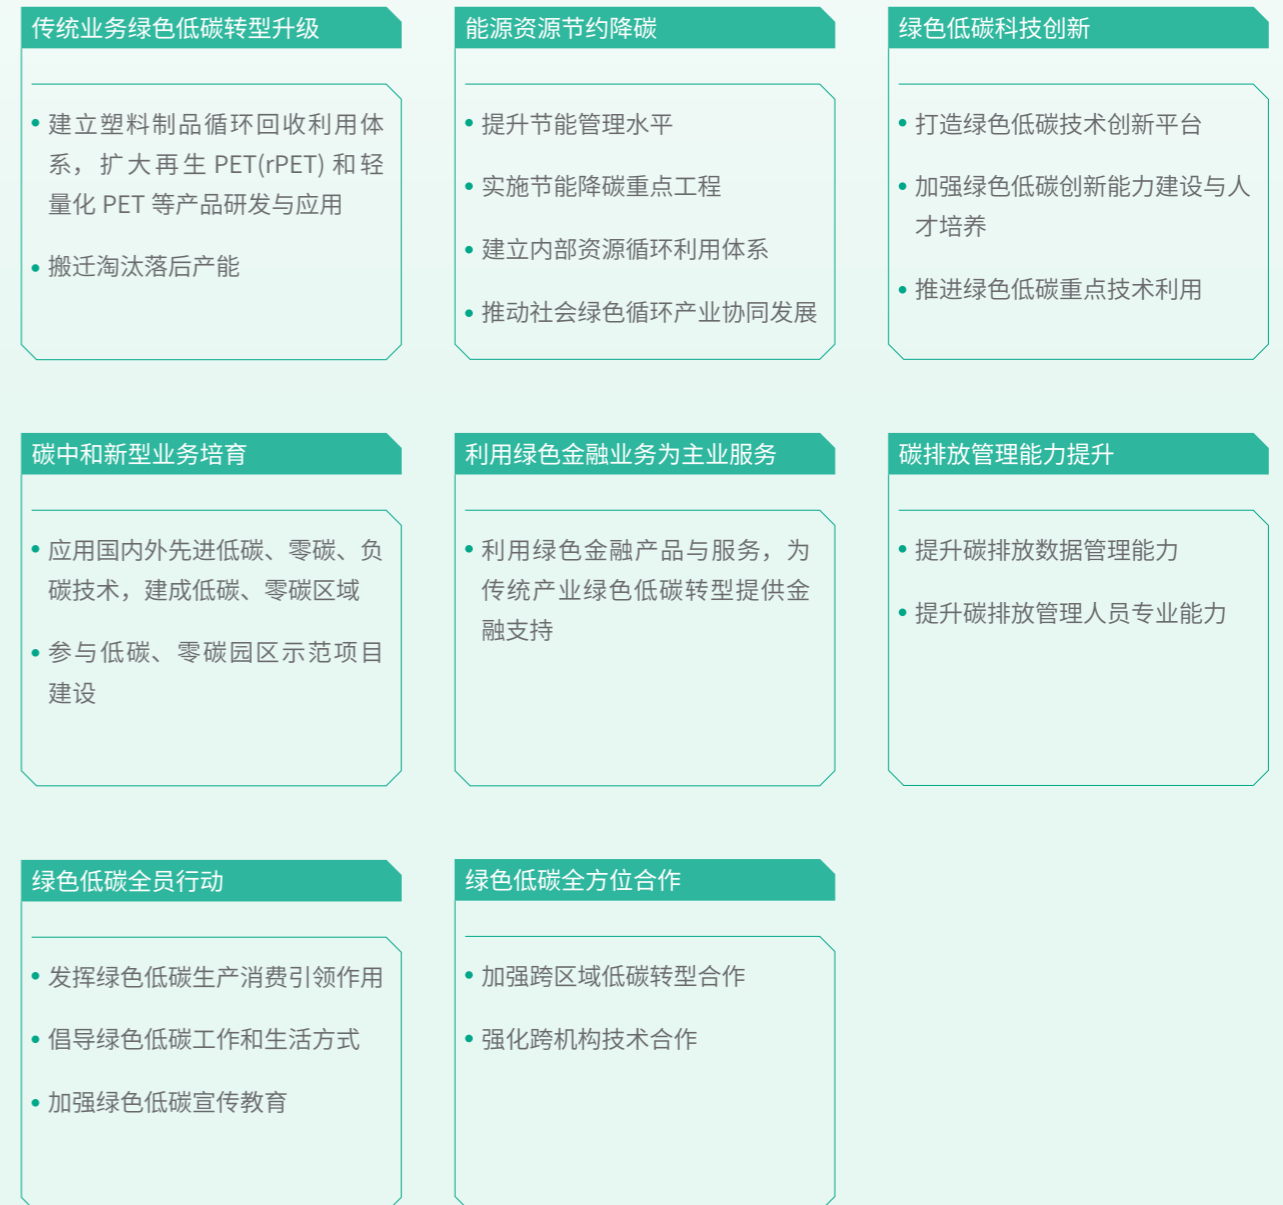 传统业务绿色低碳转型升级
建立塑料制品循环回收利用体
系，扩大再生 PET(rPET) 和轻
量化 PET 等产品研发与应用
搬迁淘汰落后产能
能源资源节约降碳
提升节能管理水平
实施节能降碳重点工程
建立内部资源循环利用体系
推动社会绿色循环产业协同发展
绿色低碳科技创新
打造绿色低碳技术创新平台
加强绿色低碳创新能力建设与人
才培养
推进绿色低碳重点技术利用
碳中和新型业务培育
应用国内外先进低碳、零碳、负
碳技术，建成低碳、零碳区域
参与低碳、零碳园区示范项目
建设
利用绿色金融业务为主业服务
利用绿色金融产品与服务，为
传统产业绿色低碳转型提供金
融支持
碳排放管理能力提升
提升碳排放数据管理能力
提升碳排放管理人员专业能力
绿色低碳全员行动
发挥绿色低碳生产消费引领作用
倡导绿色低碳工作和生活方式
加强绿色低碳宣传教育
绿色低碳全方位合作
加强跨区域低碳转型合作
强化跨机构技术合作